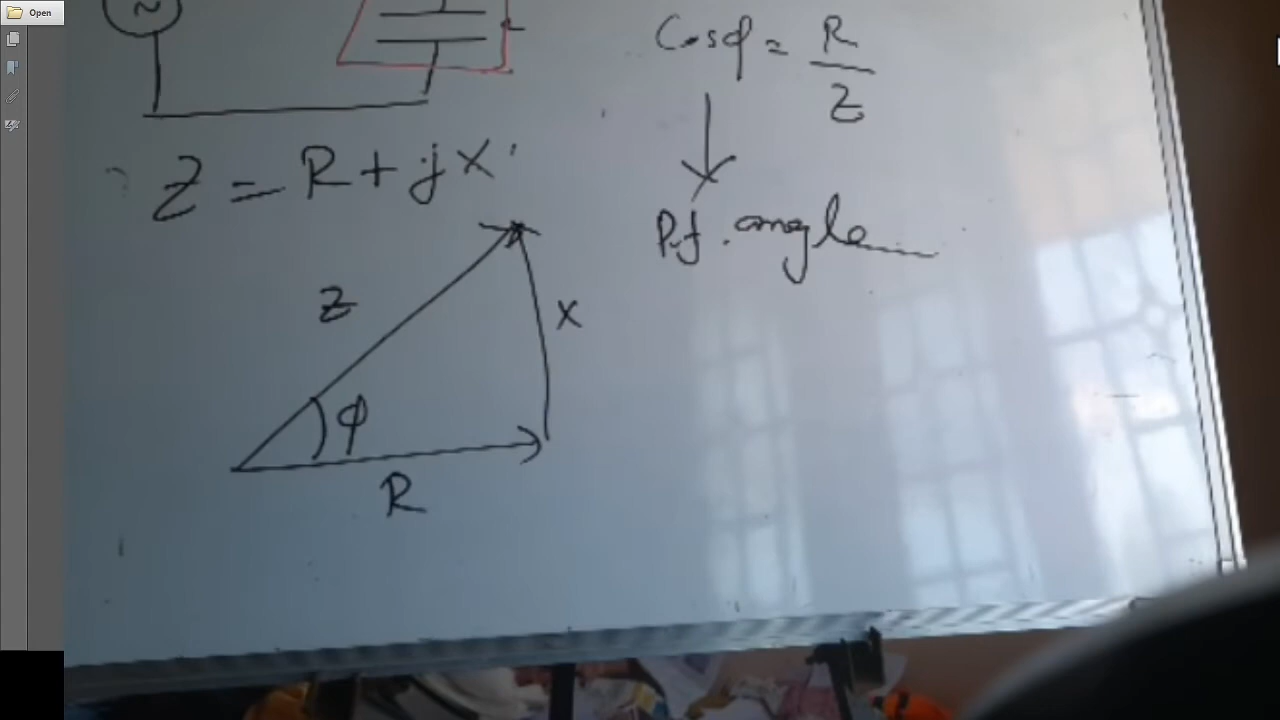 Open
~
Cosφ = R/Z
Z = R + jX
P.f. angle
Z
X
φ
R